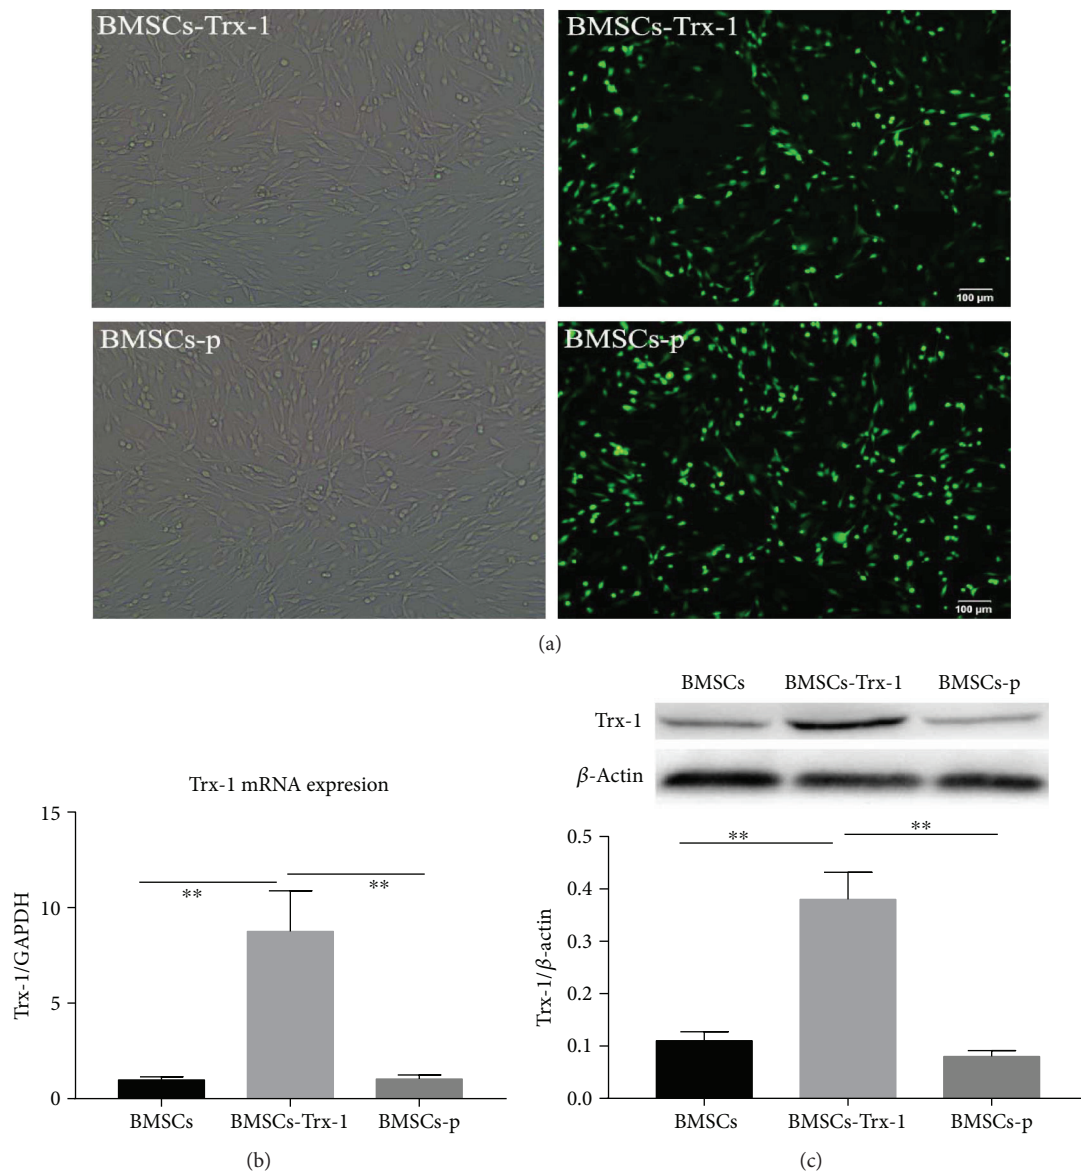 BMSCs-Trx-1
BMSCs-Trx-1
100 µm
BMSCs-p
BMSCs-p
100 µm
(a)
Trx-1 mRNA expresion
Trx-1/GAPDH
15
10
5
0
**
**
BMSCs
BMSCs-Trx-1
BMSCs-p
(b)
BMSCs
BMSCs-Trx-1
BMSCs-p
Trx-1
β-Actin
Trx-1/β-actin
0.5
0.4
0.3
0.2
0.1
0.0
**
**
BMSCs
BMSCs-Trx-1
BMSCs-p
(c)